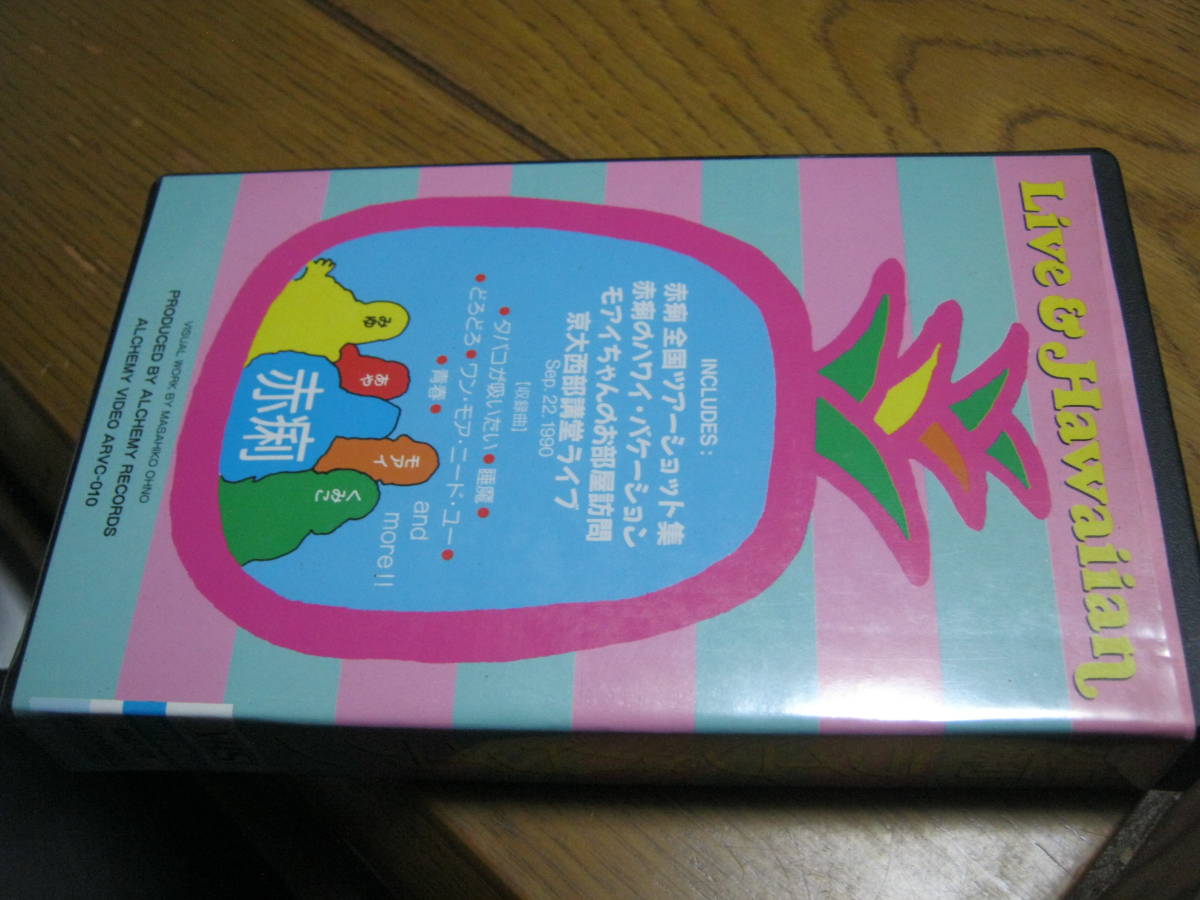 Live & Hawaiian
INCLUDES:
赤痢 全国ツアーショット集
赤痢のハワイ・バケーション
モアイちゃんのお部屋訪問
京大西部講堂ライブ
Sep. 22. 1990
[収録曲]
• タバコが吸いたい • 睡魔 •
• どろどろ • ワン・モア・ニード・ユー •
• 青春 •
and
more!!
みゆ
あや
モアイ
くみこ
赤痢
VISUAL WORK BY MASAHIKO OHNO
PRODUCED BY ALCHEMY RECORDS
ALCHEMY VIDEO ARVC-010
VHS